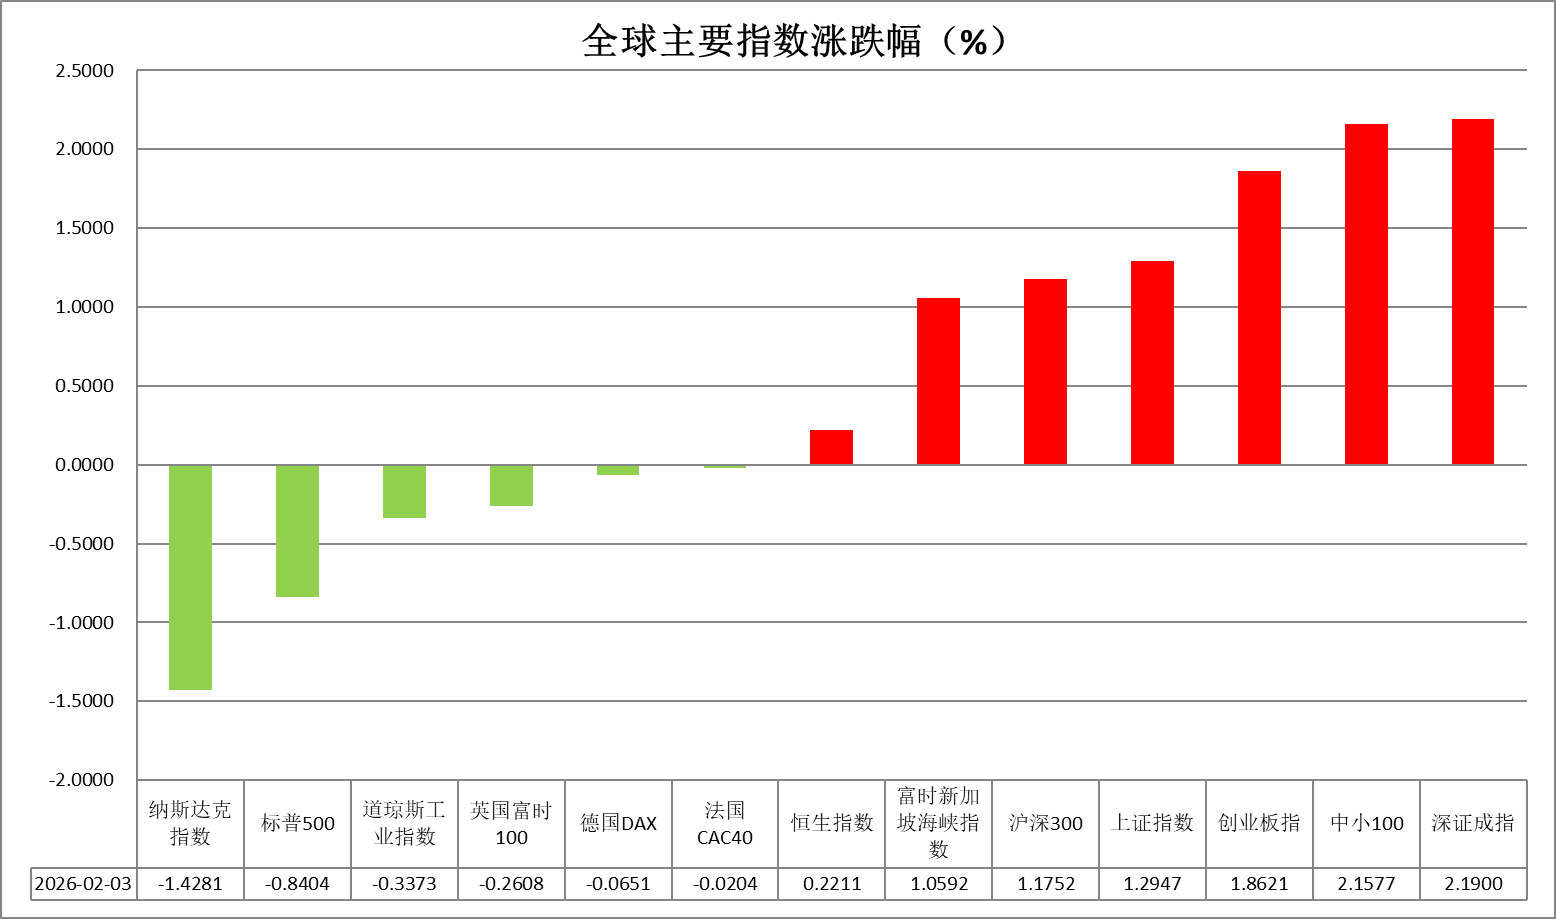 全球主要指数涨跌幅（%）
2.5000
2.0000
1.5000
1.0000
0.5000
0.0000
-0.5000
-1.0000
-1.5000
-2.0000
纳斯达克
指数
标普500
道琼斯工
业指数
英国富时
100
德国DAX
法国
CAC40
恒生指数
富时新加
坡海峡指
数
沪深300
上证指数
创业板指
中小100
深证成指
2026-02-03 -1.4281 -0.8404 -0.3373 -0.2608 -0.0651 -0.0204 0.2211 1.0592 1.1752 1.2947 1.8621 2.1577 2.1900